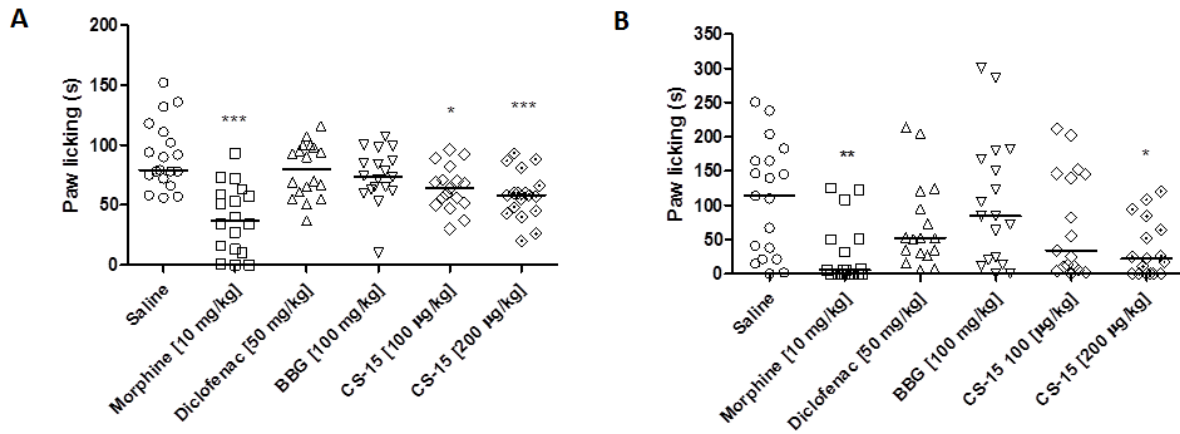 A
Paw licking (s)
200
150
100
50
0
***
*
***
Saline
Morphine [10 mg/kg]
Diclofenac [50 mg/kg]
BBG [100 mg/kg]
CS-15 [100 µg/kg]
CS-15 [200 µg/kg]
B
Paw licking (s)
350
300
250
200
150
100
50
0
**
*
Saline
Morphine [10 mg/kg]
Diclofenac [50 mg/kg]
BBG [100 mg/kg]
CS-15 100 [µg/kg]
CS-15 [200 µg/kg]